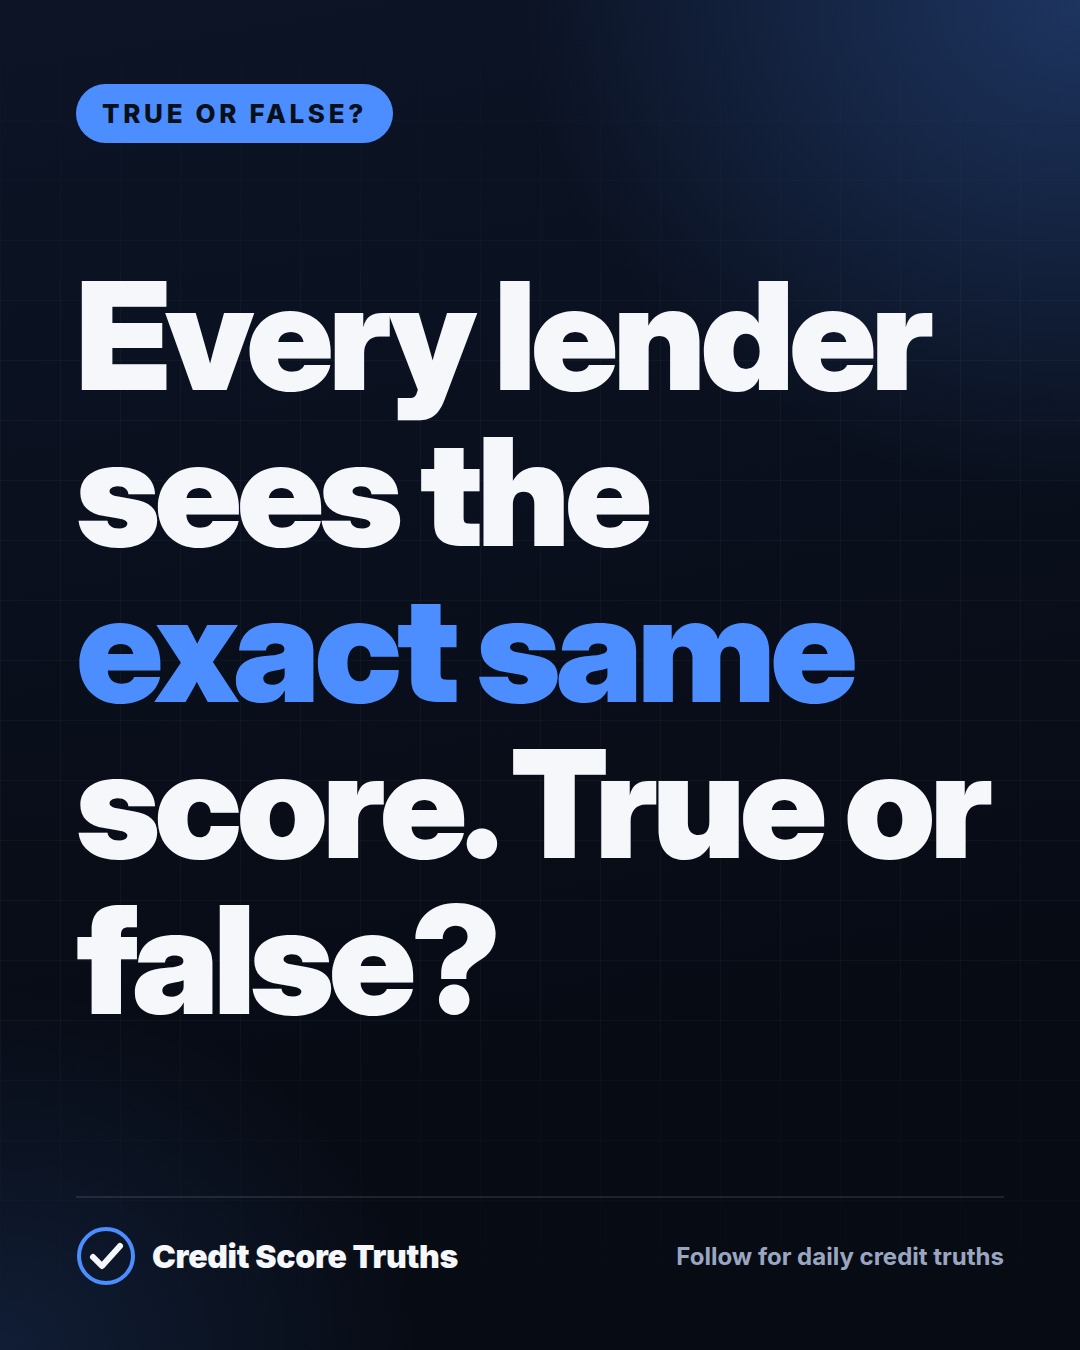 TRUE OR FALSE?
Every lender
sees the
exact same
score. True or
false?
Credit Score Truths
Follow for daily credit truths